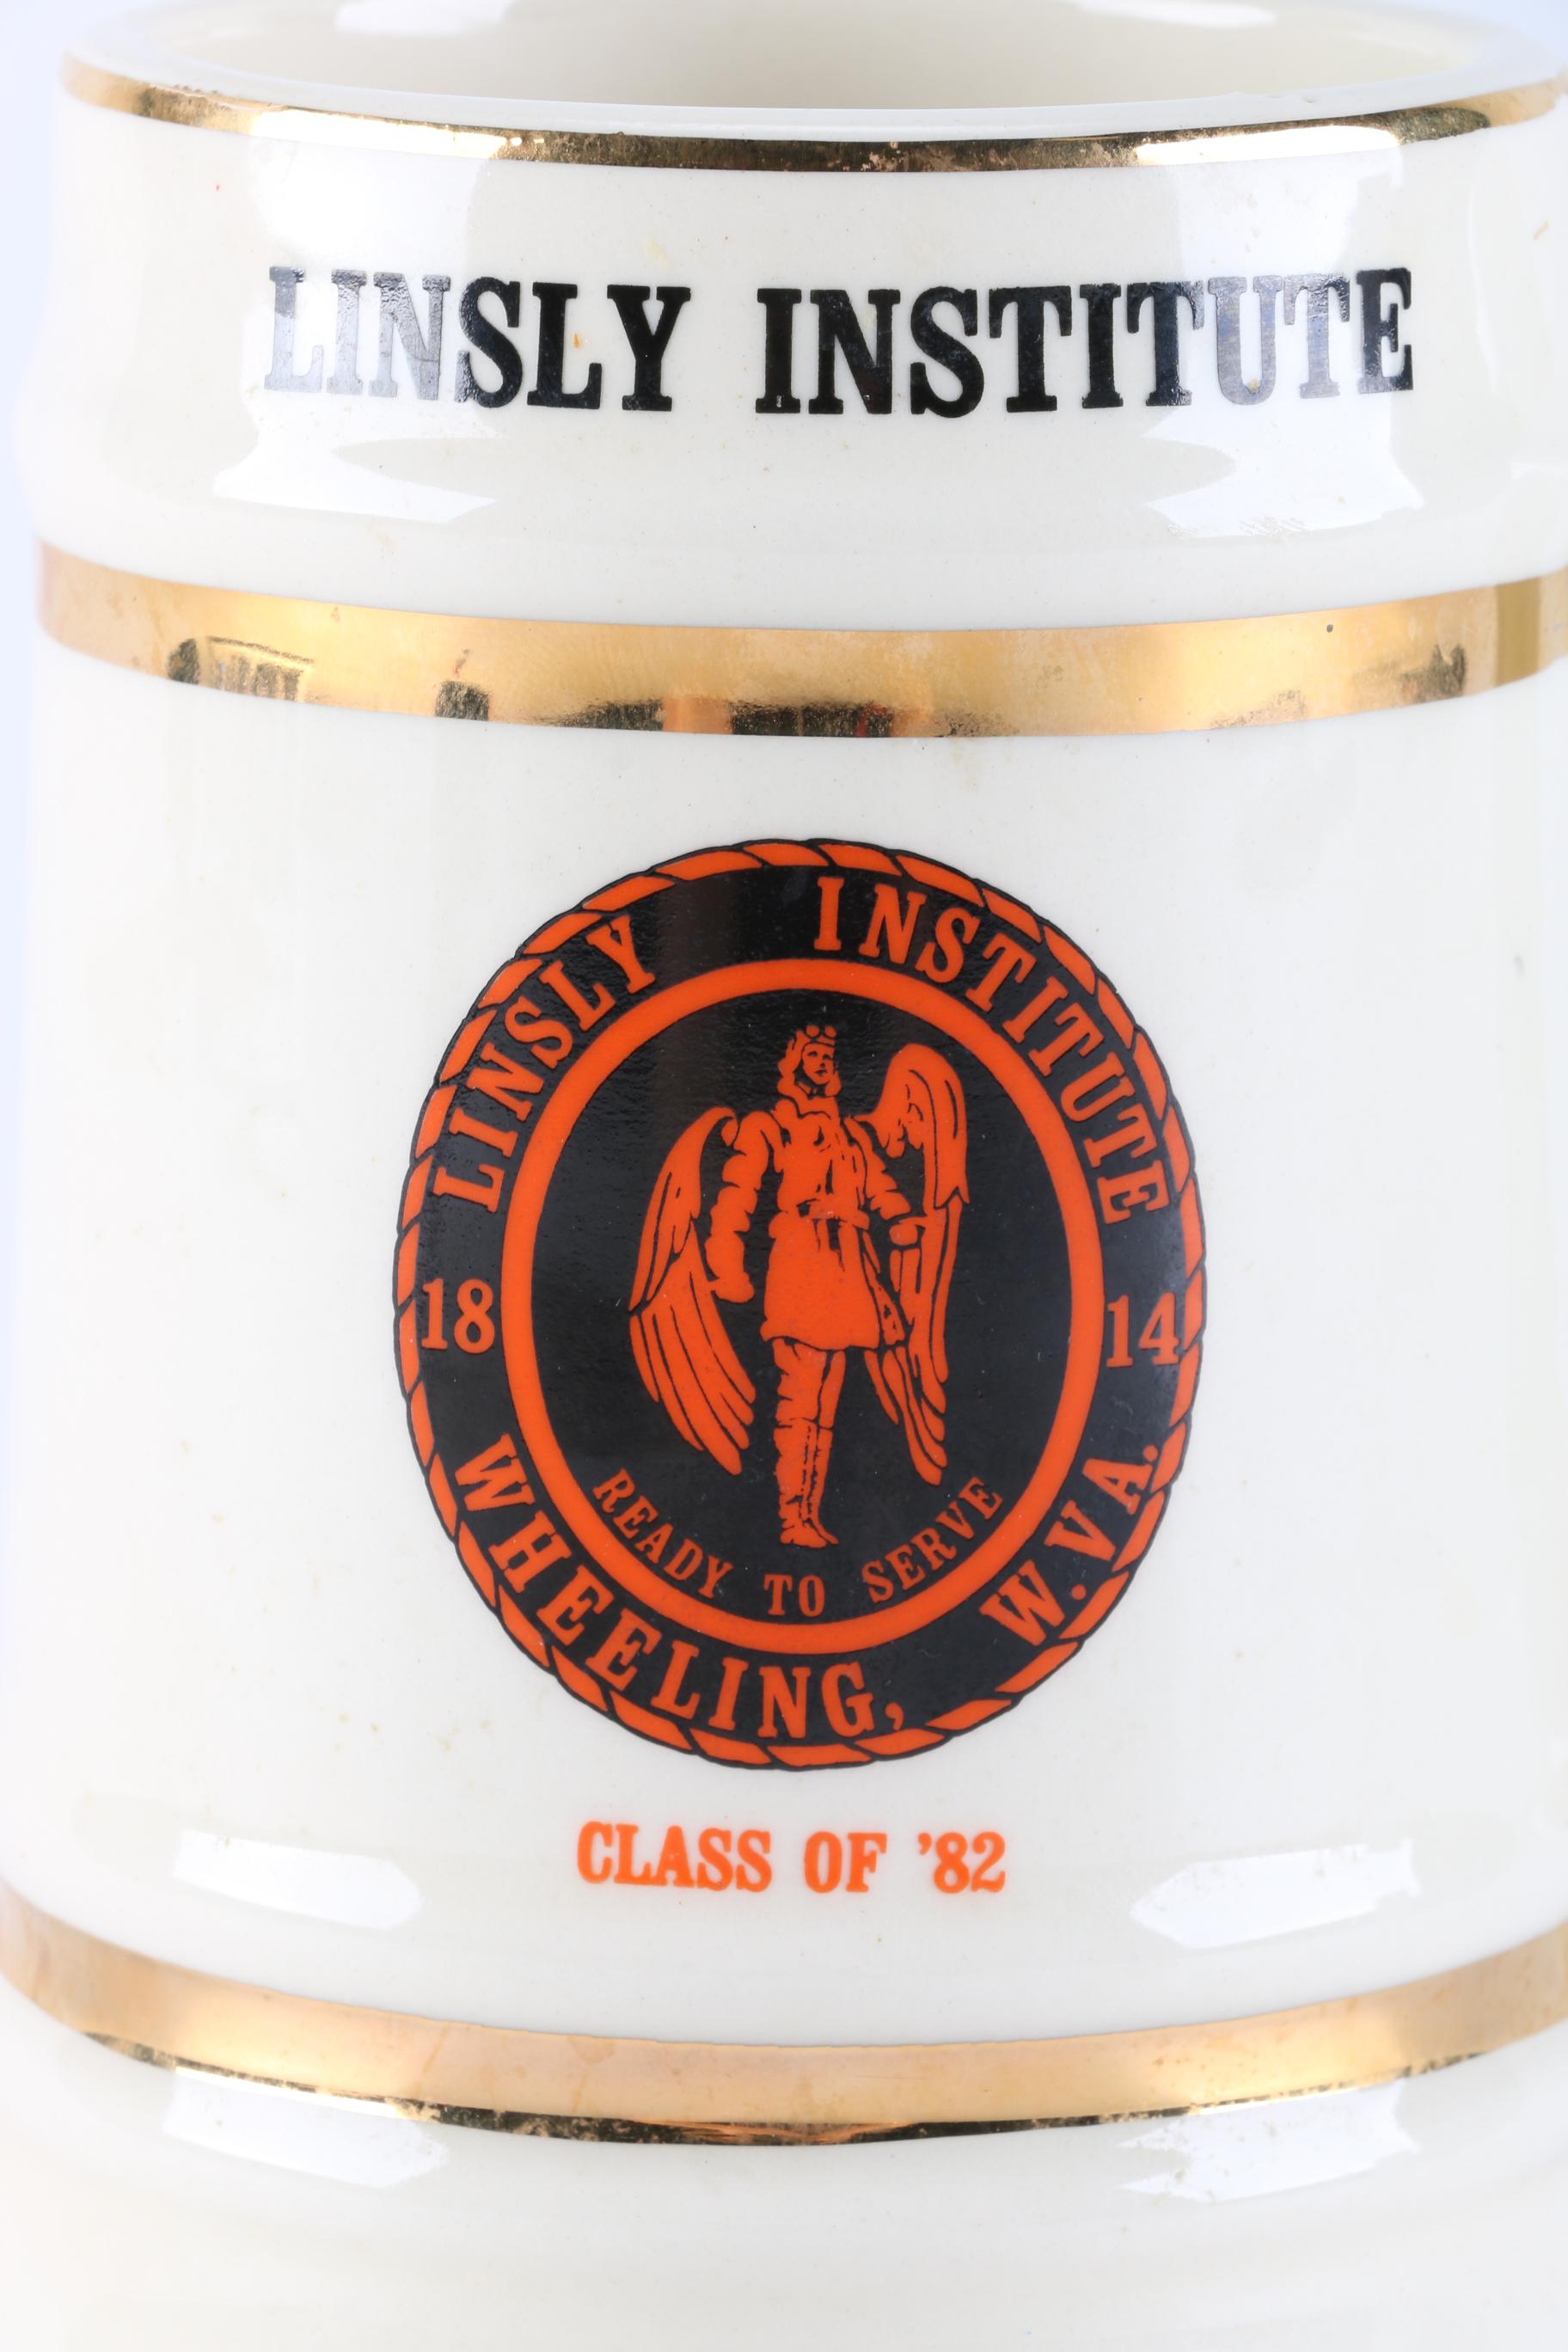 LINSLY INSTITUTE
LINSLY INSTITUTE
18 14
READY TO SERVE
WHEELING, W.VA.
CLASS OF '82